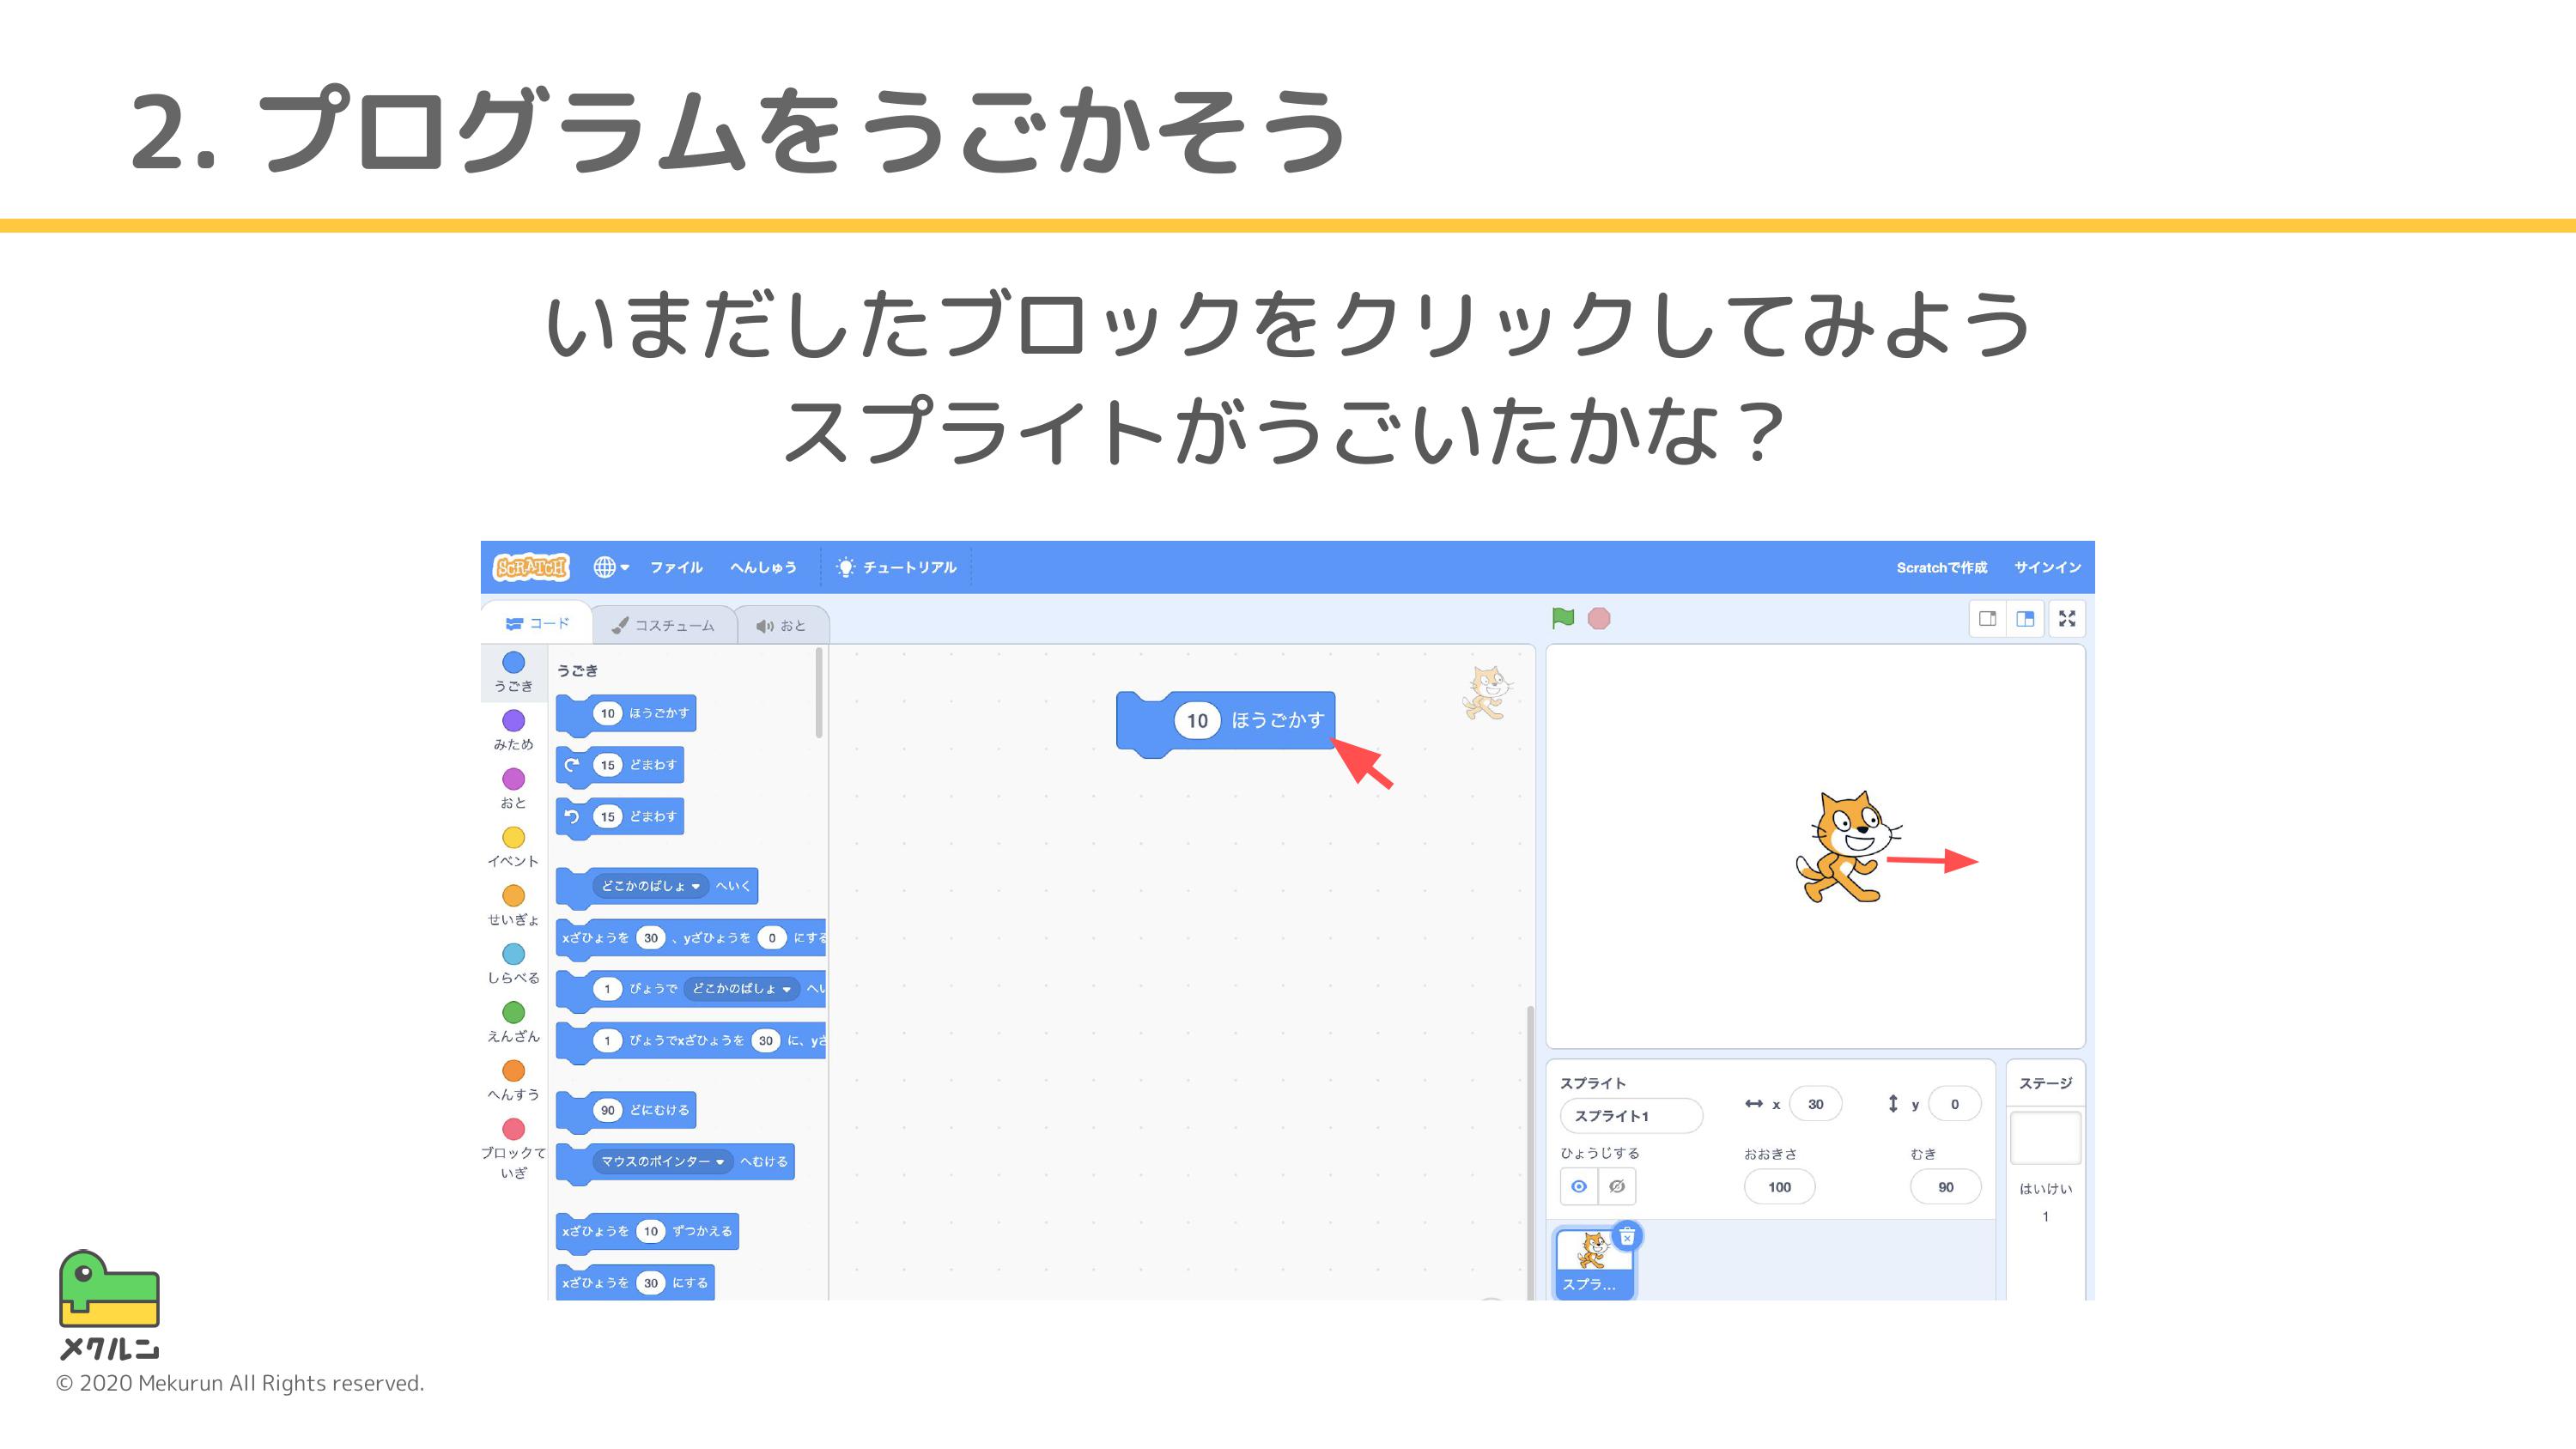 2. プログラムをうごかそう
いまだしたブロックをクリックしてみよう
スプライトがうごいたかな？
SCRATCH ファイル へんしゅう チュートリアル Scratchで作成 サインイン
コード コスチューム おと
うごき
みため
おと
イベント
せいぎょ
しらべる
えんざん
へんすう
ブロックて
いぎ
うごき
10 ほうごかす
15 どまわす
15 どまわす
どこかのばしょ へいく
xざひょうを 30 、yざひょうを 0 にする
1 びょうで どこかのばしょ へい
1 びょうでxざひょうを 30 に、yざ
90 どにむける
マウスのポインター へむける
xざひょうを 10 ずつかえる
xざひょうを 30 にする
10 ほうごかす
スプライト
スプライト1
x 30 y 0
ひょうじする おおきさ むき
100 90
スプラ...
ステージ
はいけい
1
メクルン
© 2020 Mekurun All Rights reserved.